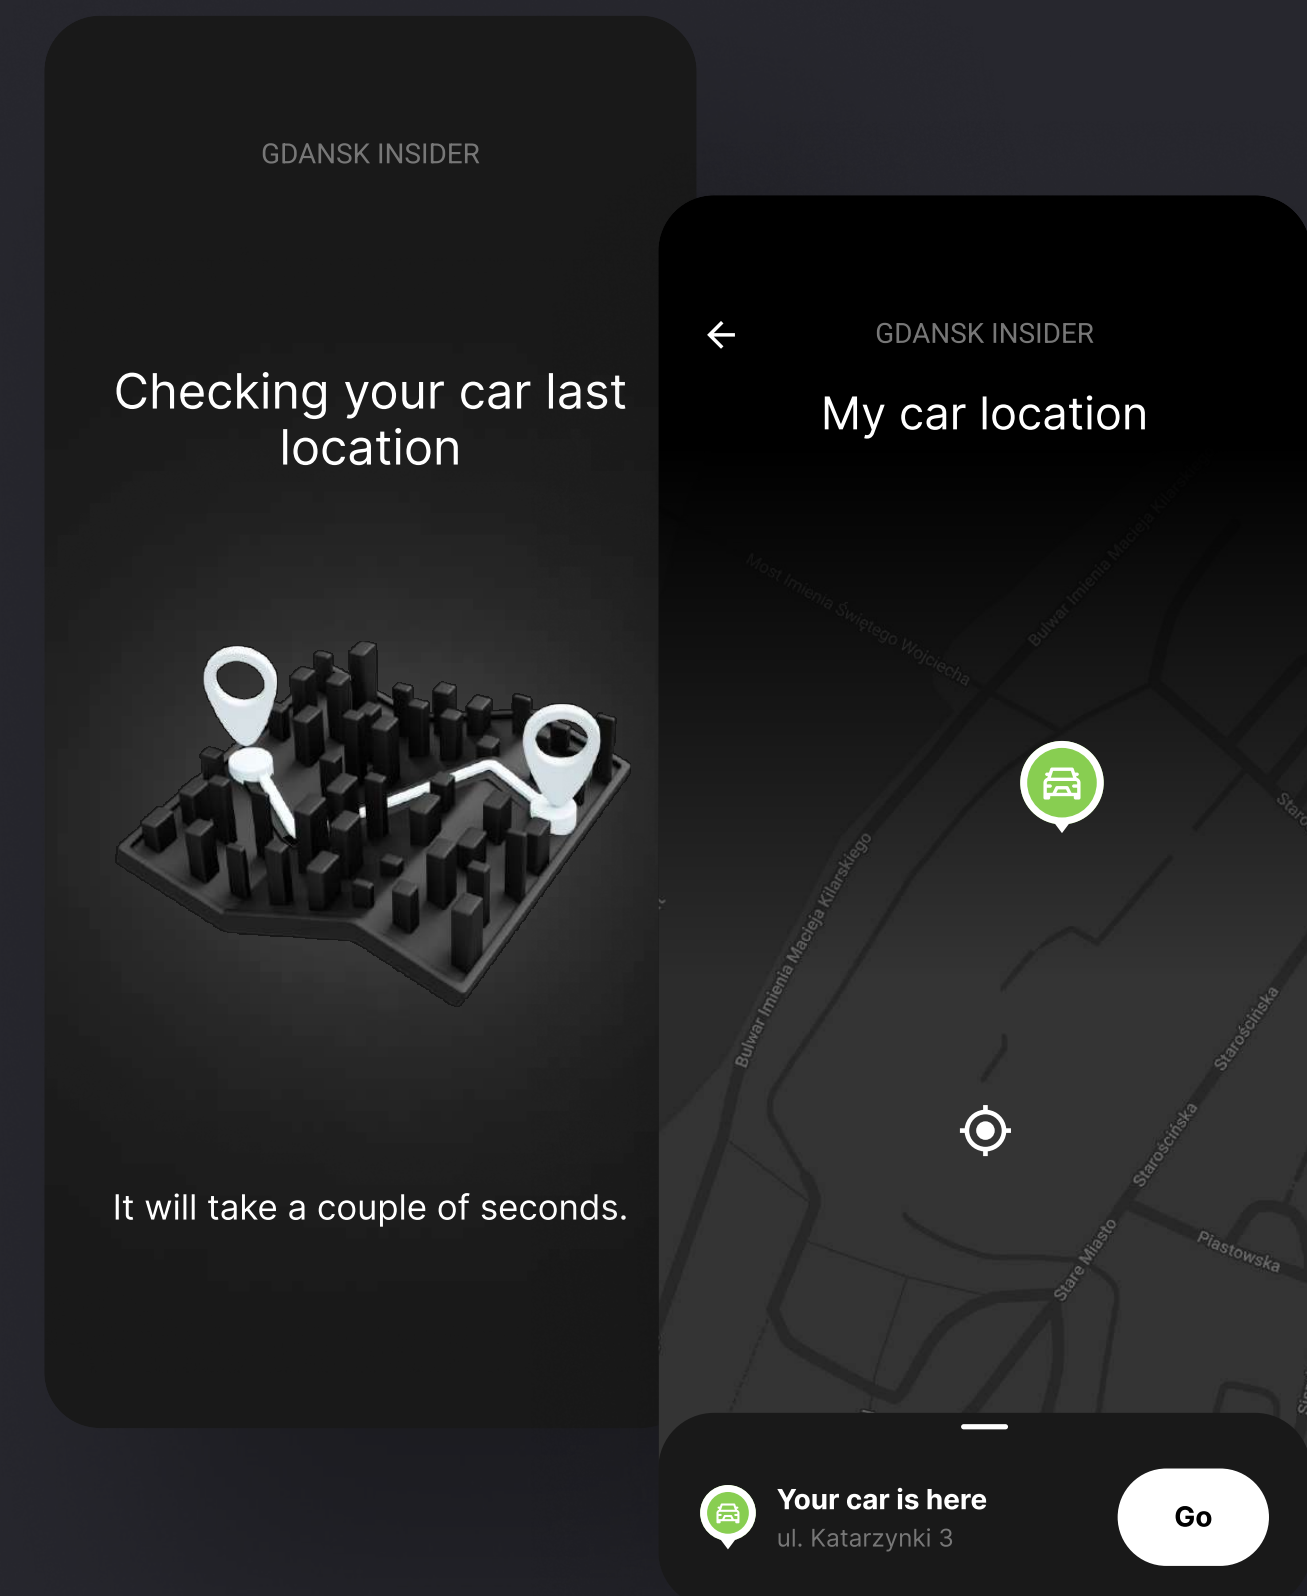 GDANSK INSIDER
Checking your car last
location
It will take a couple of seconds.
GDANSK INSIDER
My car location
Most Imienia Świętego Wojciecha
Bulwar Imienia Macieja Kilarskiego
Bulwar Imienia Macieja Kilarskiego
Starościńska
Starościńska
Stare Miasto
Piastowska
Your car is here
ul. Katarzynki 3
Go